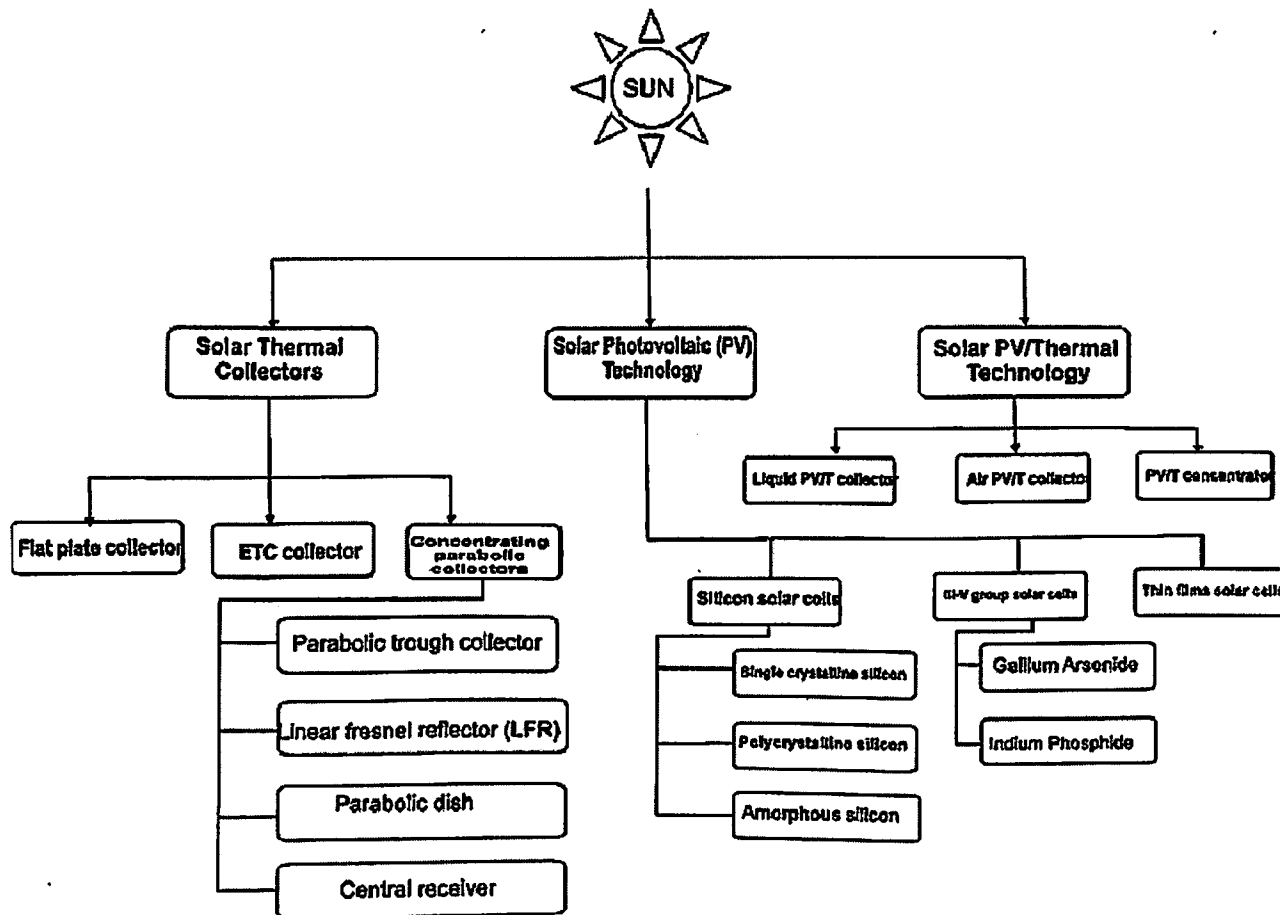 SUN
Solar Thermal
Collectors
Solar Photovoltaic (PV)
Technology
Solar PV/Thermal
Technology
Liquid PV/T collector
Air PV/T collector
PV/T concentrator
Flat plate collector
ETC collector
Concentrating
parabolic
collectors
Silicon solar cells
III-V group solar cells
Thin films solar cells
Parabolic trough collector
Linear fresnel reflector (LFR)
Parabolic dish
Central receiver
Single crystalline silicon
Polycrystalline silicon
Amorphous silicon
Gallium Arsenide
Indium Phosphide